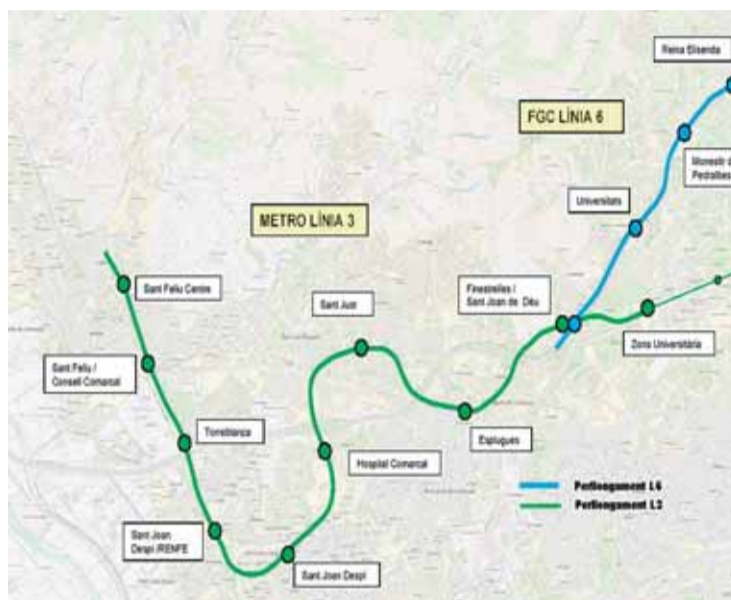 Reina Elisenda
FGC LÍNIA 6
Monestir de
Pedralbes
Universitats
METRO LÍNIA 3
Sant Feliu Centre
Sant Just
Finestrelles /
Sant Joan de Déu
Zona Universitària
Sant Feliu /
Consell Comarcal
Torreblanca
Hospital Comarcal
Esplugues
Perllongament L6
Perllongament L3
Sant Joan
Despí /RENFE
Sant Joan Despí